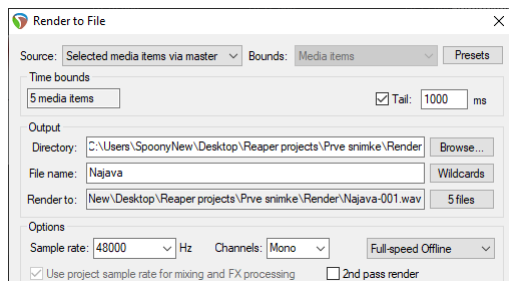 Render to File
Source: Selected media items via master Bounds: Media items Presets
Time bounds
5 media items Tail: 1000 ms
Output
Directory: C:\Users\SpoonyNew\Desktop\Reaper projects\Prve snimke\Render Browse...
File name: Najava Wildcards
Render to: New\Desktop\Reaper projects\Prve snimke\Render\Najava-001.wav 5 files
Options
Sample rate: 48000 Hz Channels: Mono Full-speed Offline
Use project sample rate for mixing and FX processing 2nd pass render